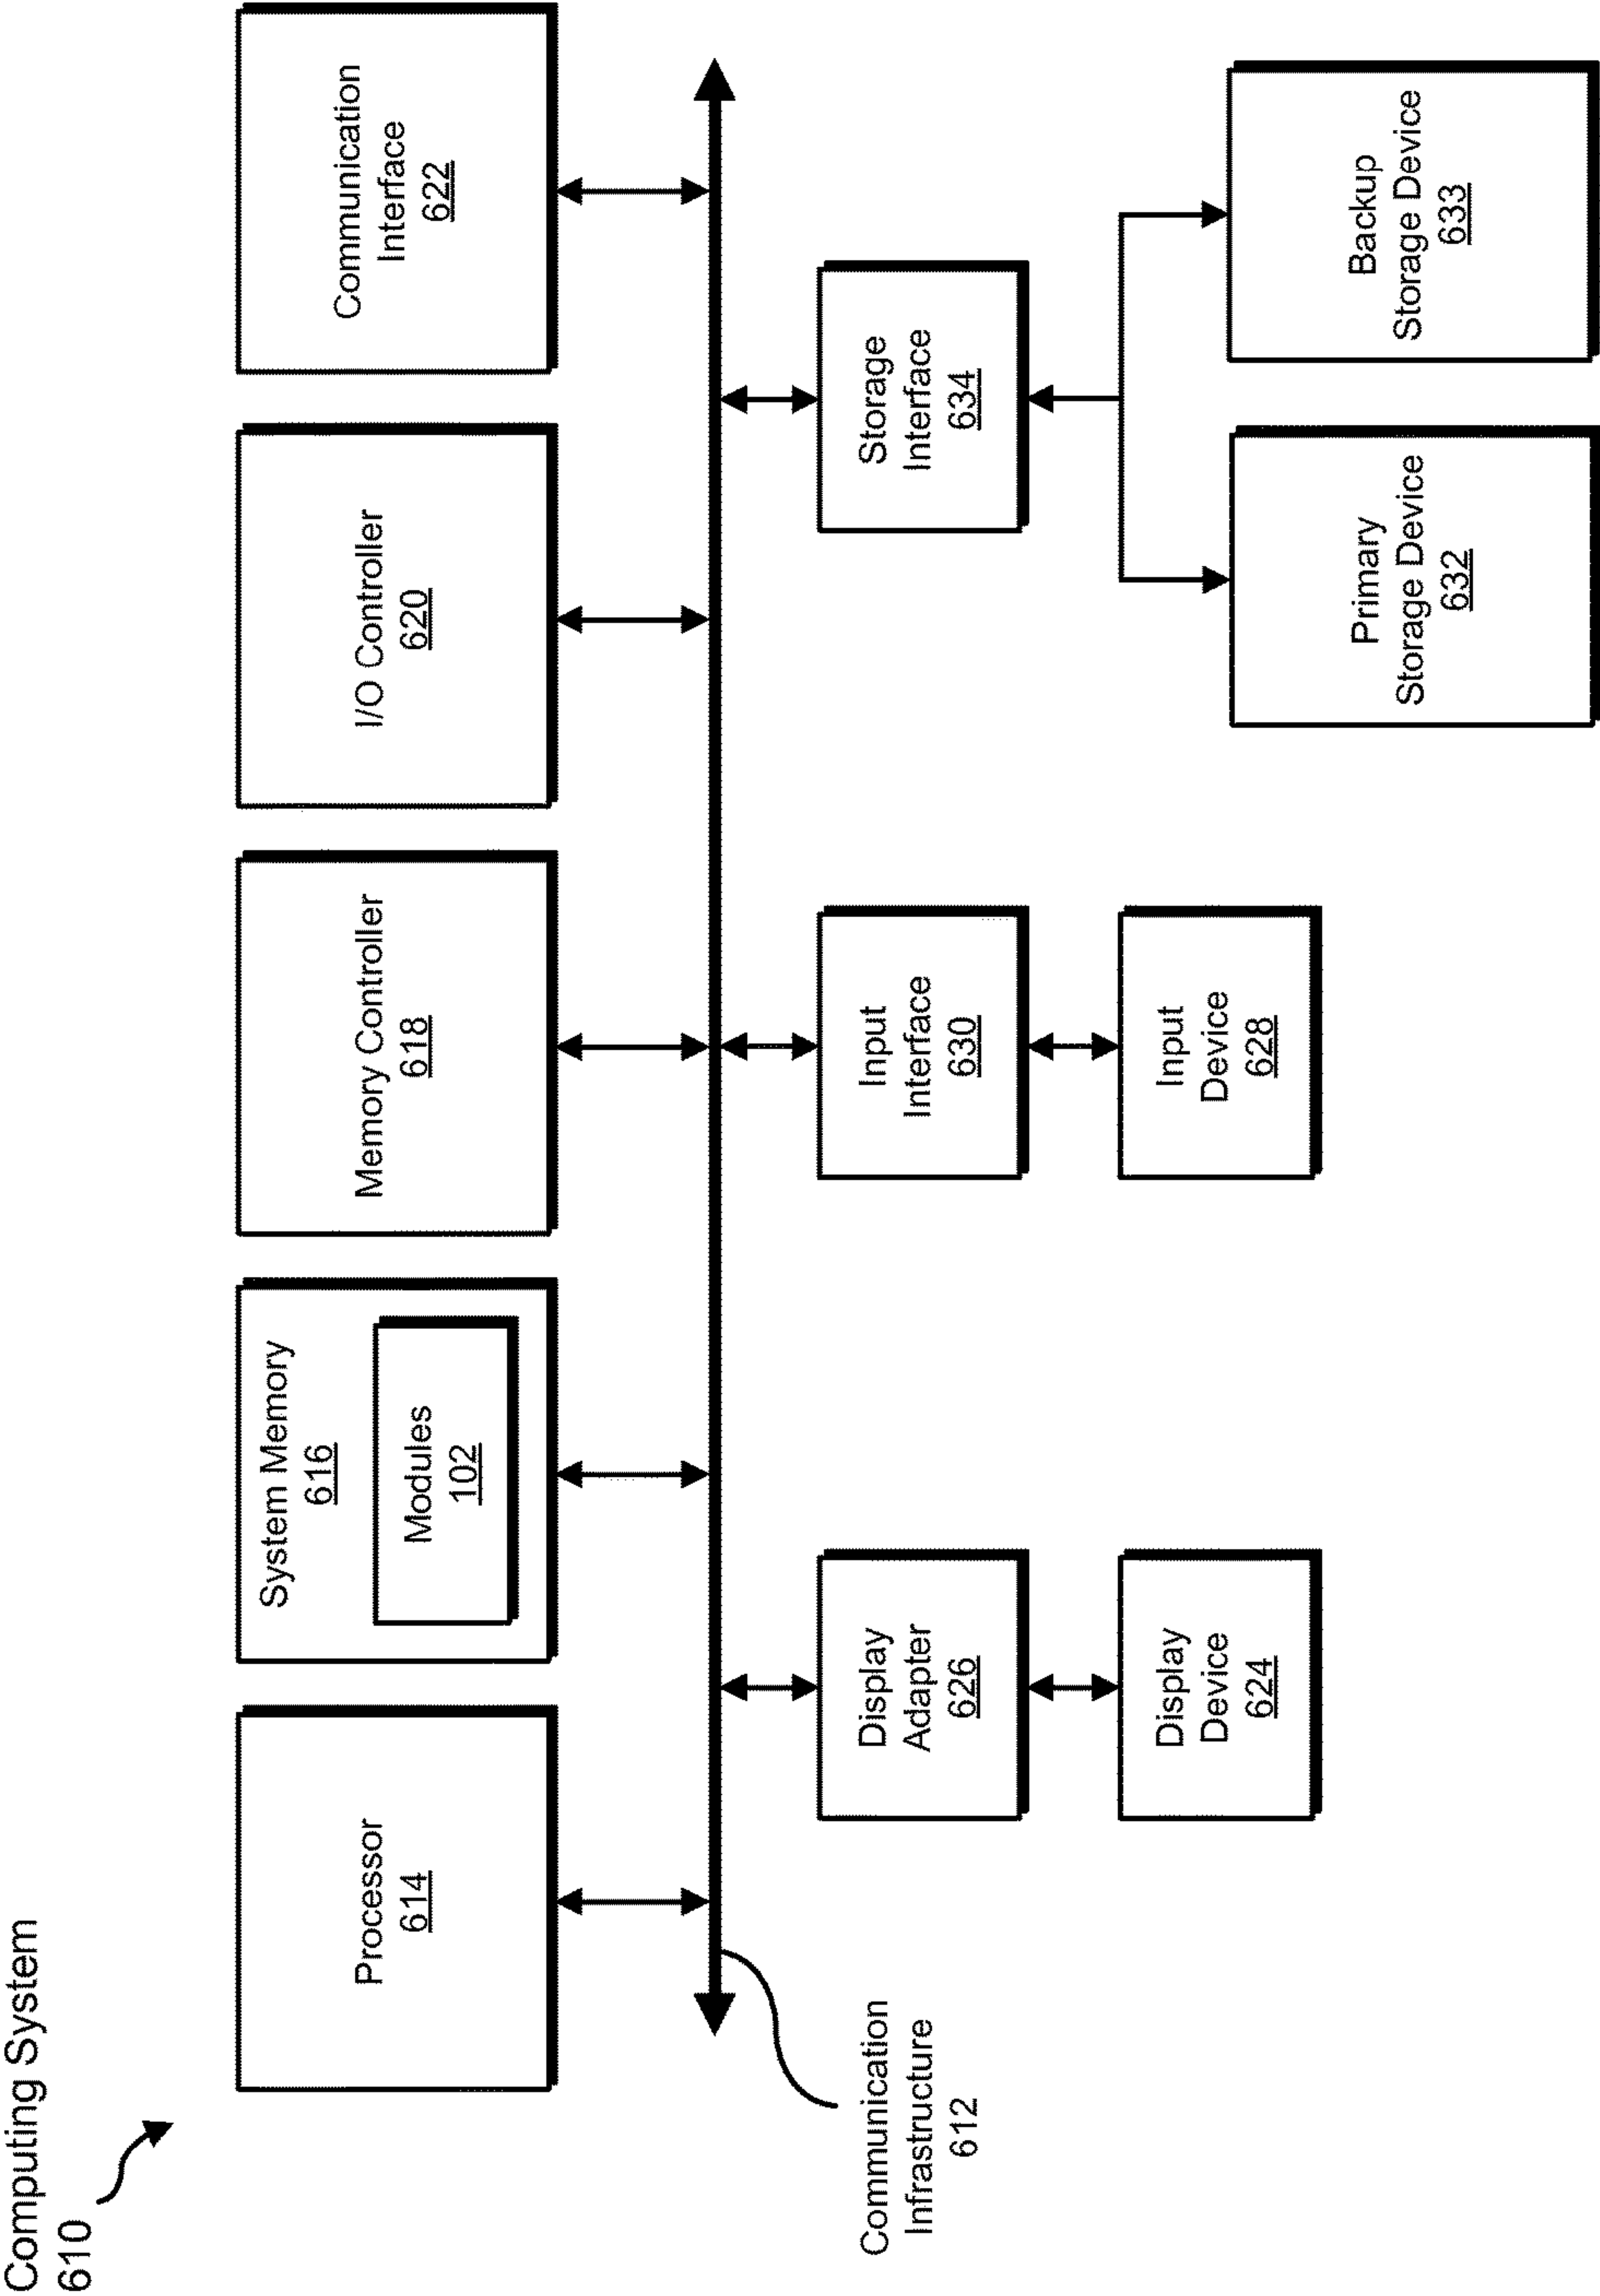 Computing System
610
Processor
614
System Memory
616
Modules
102
Memory Controller
618
I/O Controller
620
Communication
Interface
622
Communication
Infrastructure
612
Display
Adapter
626
Input
Interface
630
Storage
Interface
634
Display
Device
624
Input
Device
628
Primary
Storage Device
632
Backup
Storage Device
633